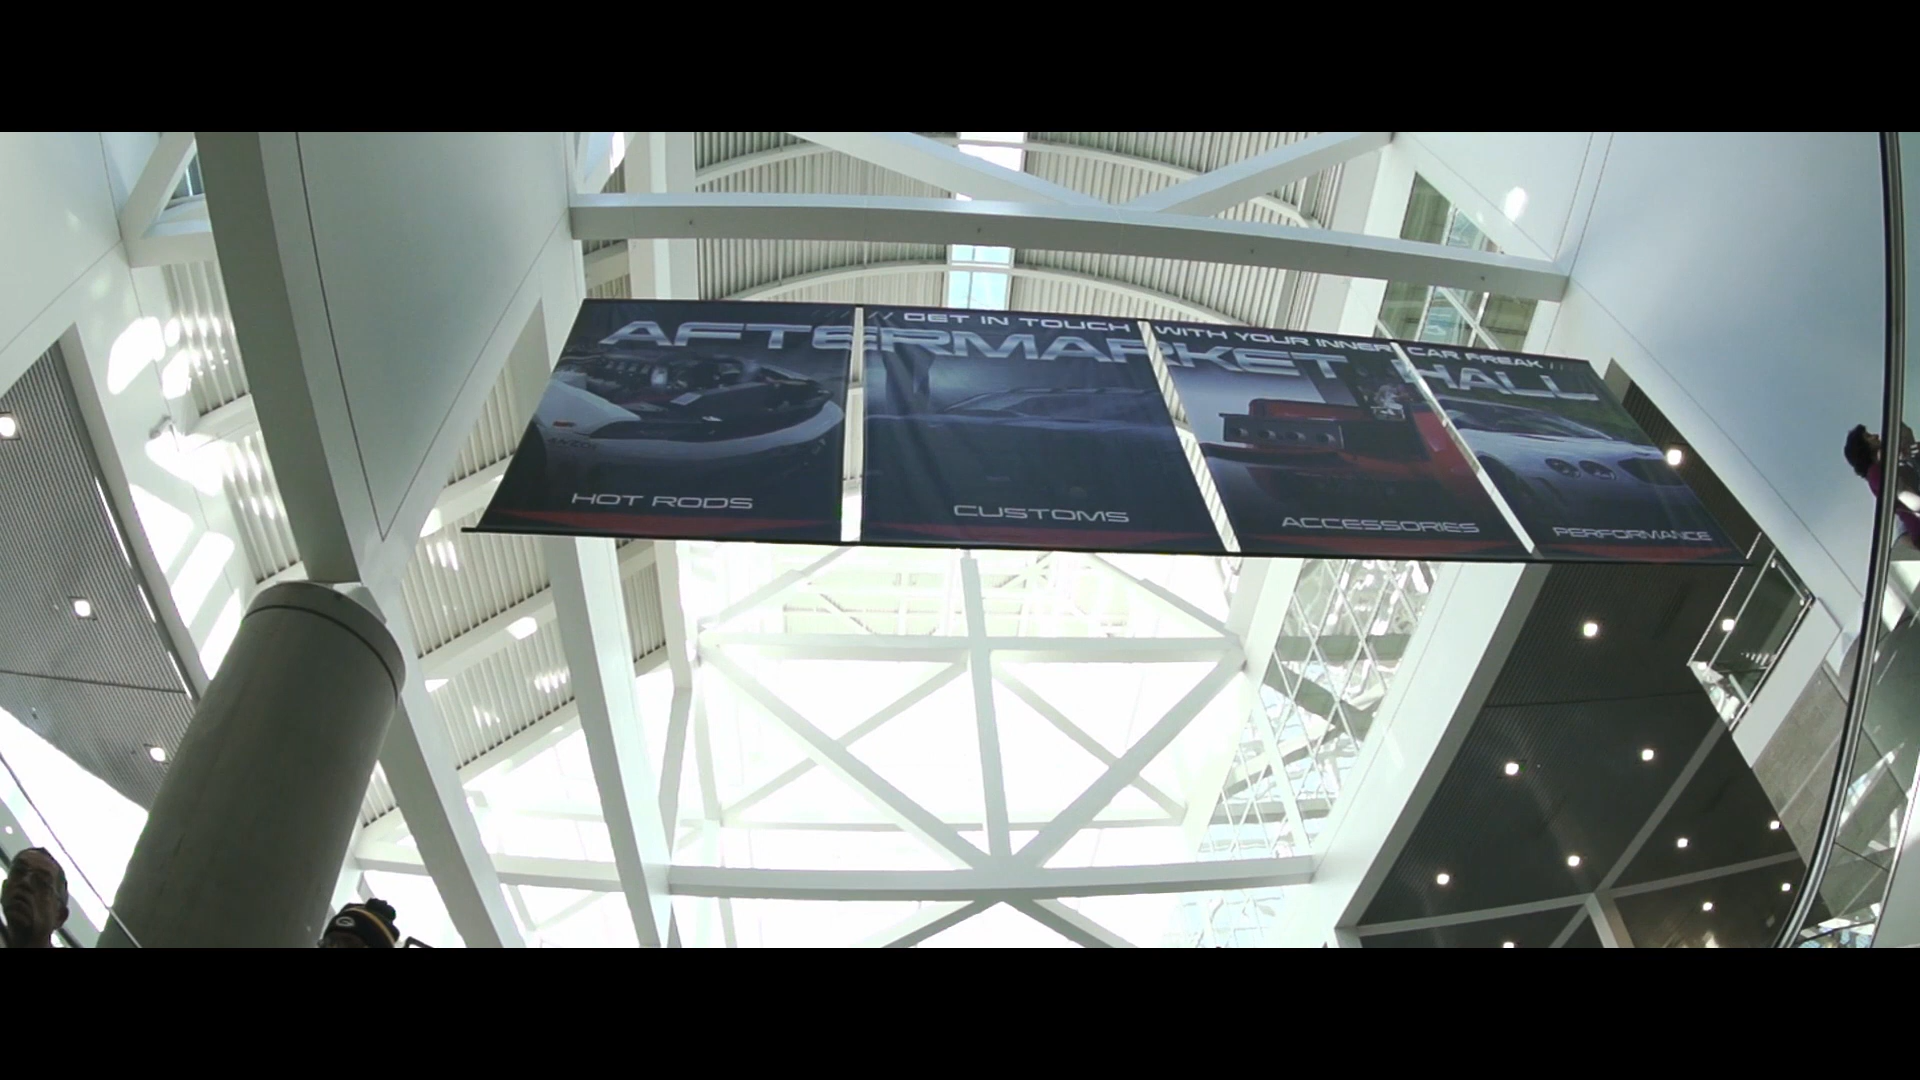 // GET IN TOUCH WITH YOUR INNER CAR FREAK ///
AFTERMARKET HALL
HOT RODS
CUSTOMS
ACCESSORIES
PERFORMANCE